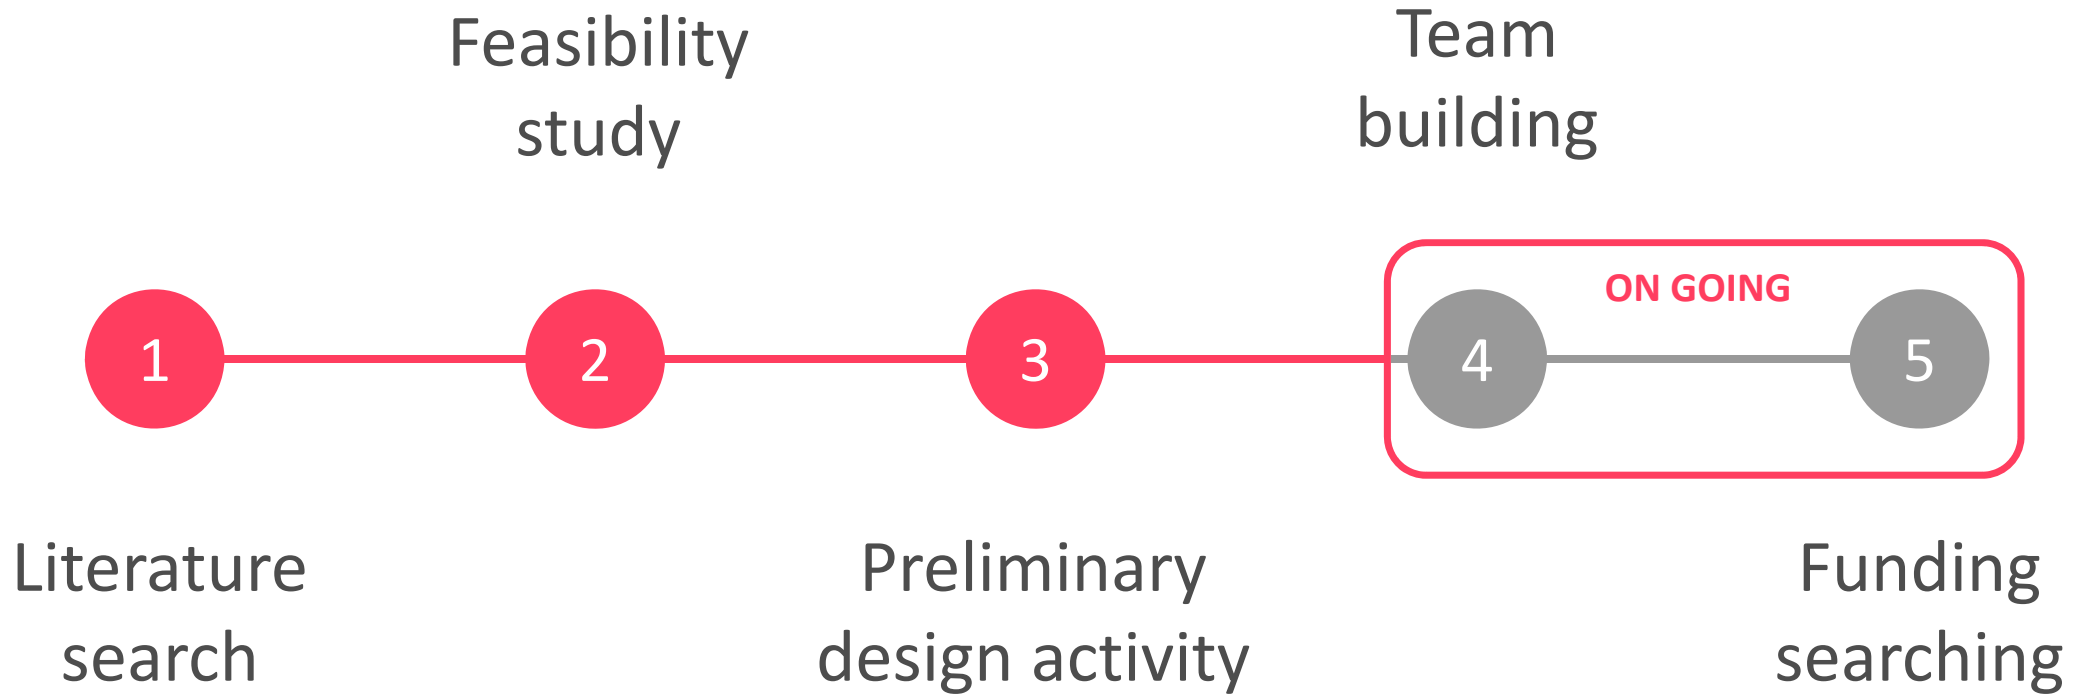 Feasibility
study
Team
building
ON GOING
1
2
3
4
5
Literature
search
Preliminary
design activity
Funding
searching